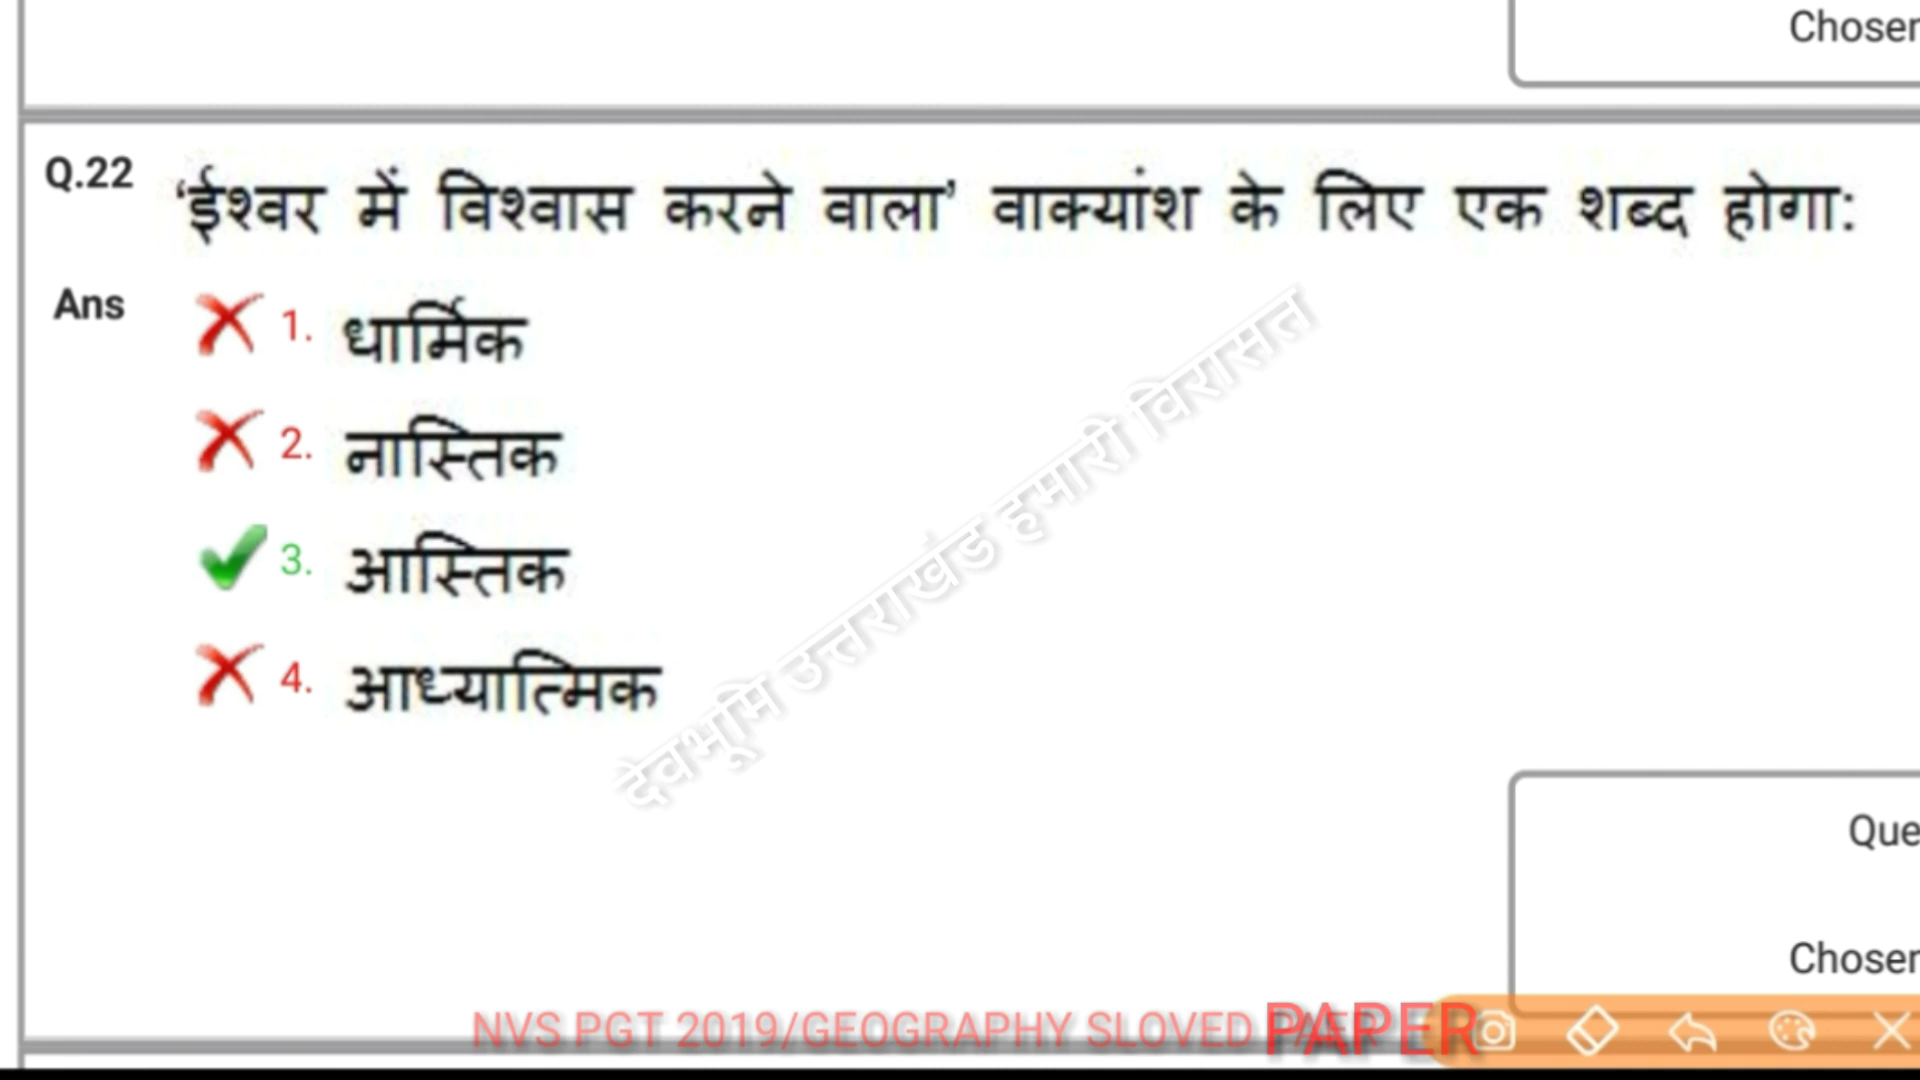 Chosen
Q.22 ‘ईश्वर में विश्वास करने वाला’ वाक्यांश के लिए एक शब्द होगा:
Ans 1. धार्मिक
2. नास्तिक
3. आस्तिक
4. आध्यात्मिक
देवभूमि उत्तराखंड हमारी विरासत
Que
Chosen
NVS PGT 2019/GEOGRAPHY SLOVED PAPER